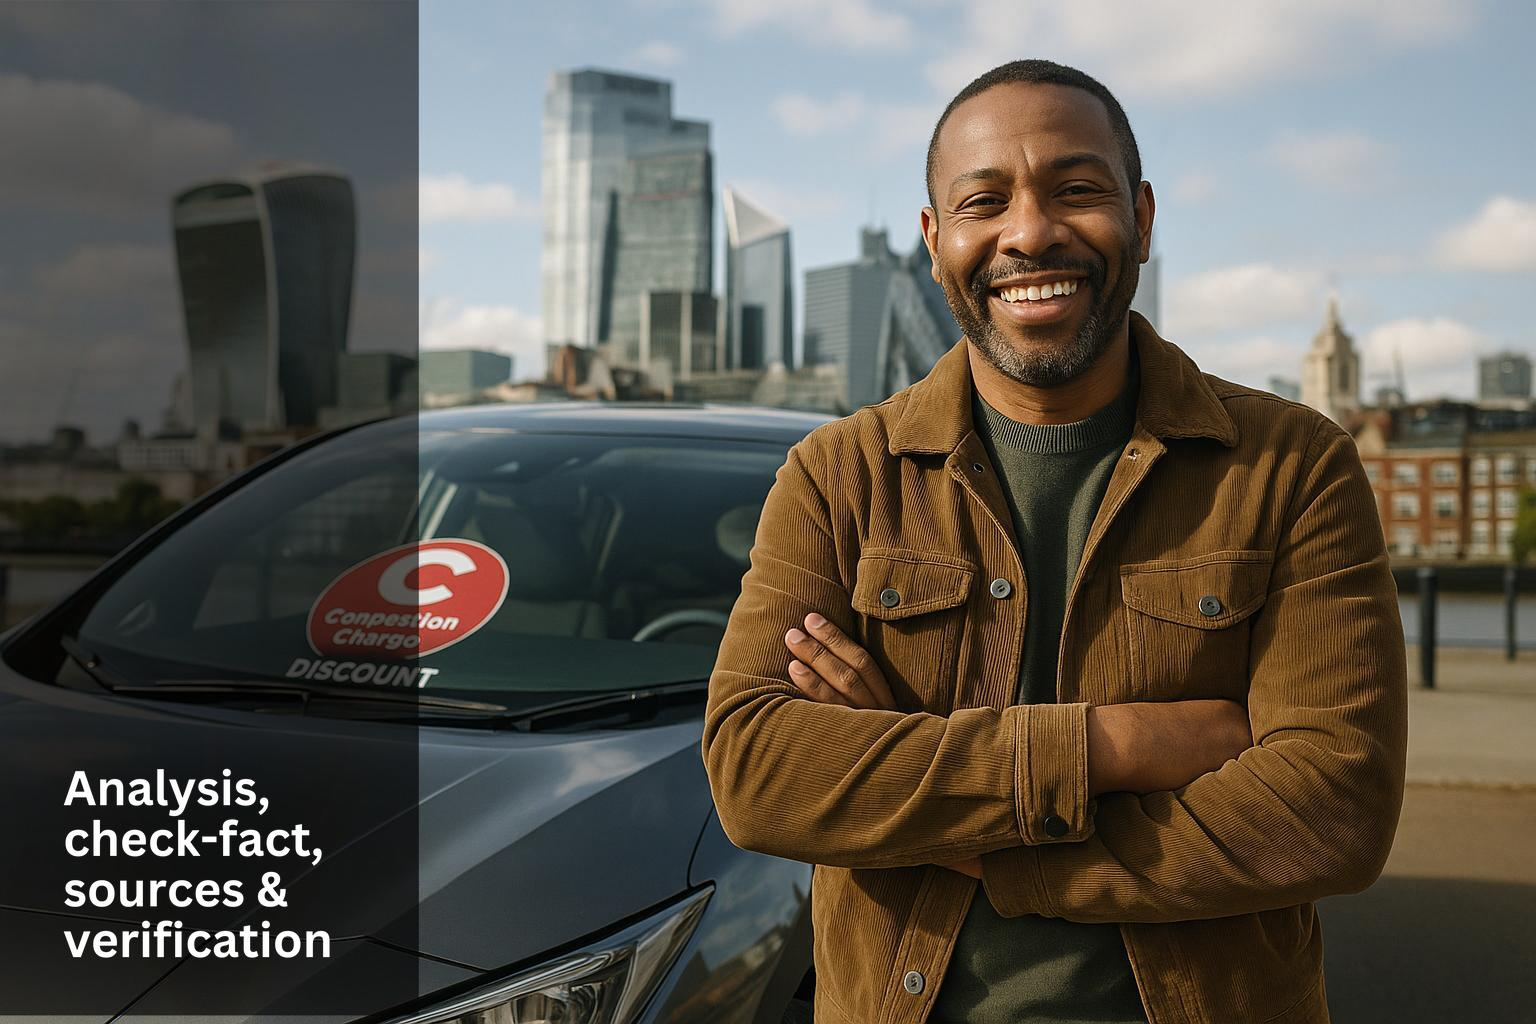 C
Conpestion
Chargo
DISCOUNT
Analysis,
check-fact,
sources &
verification